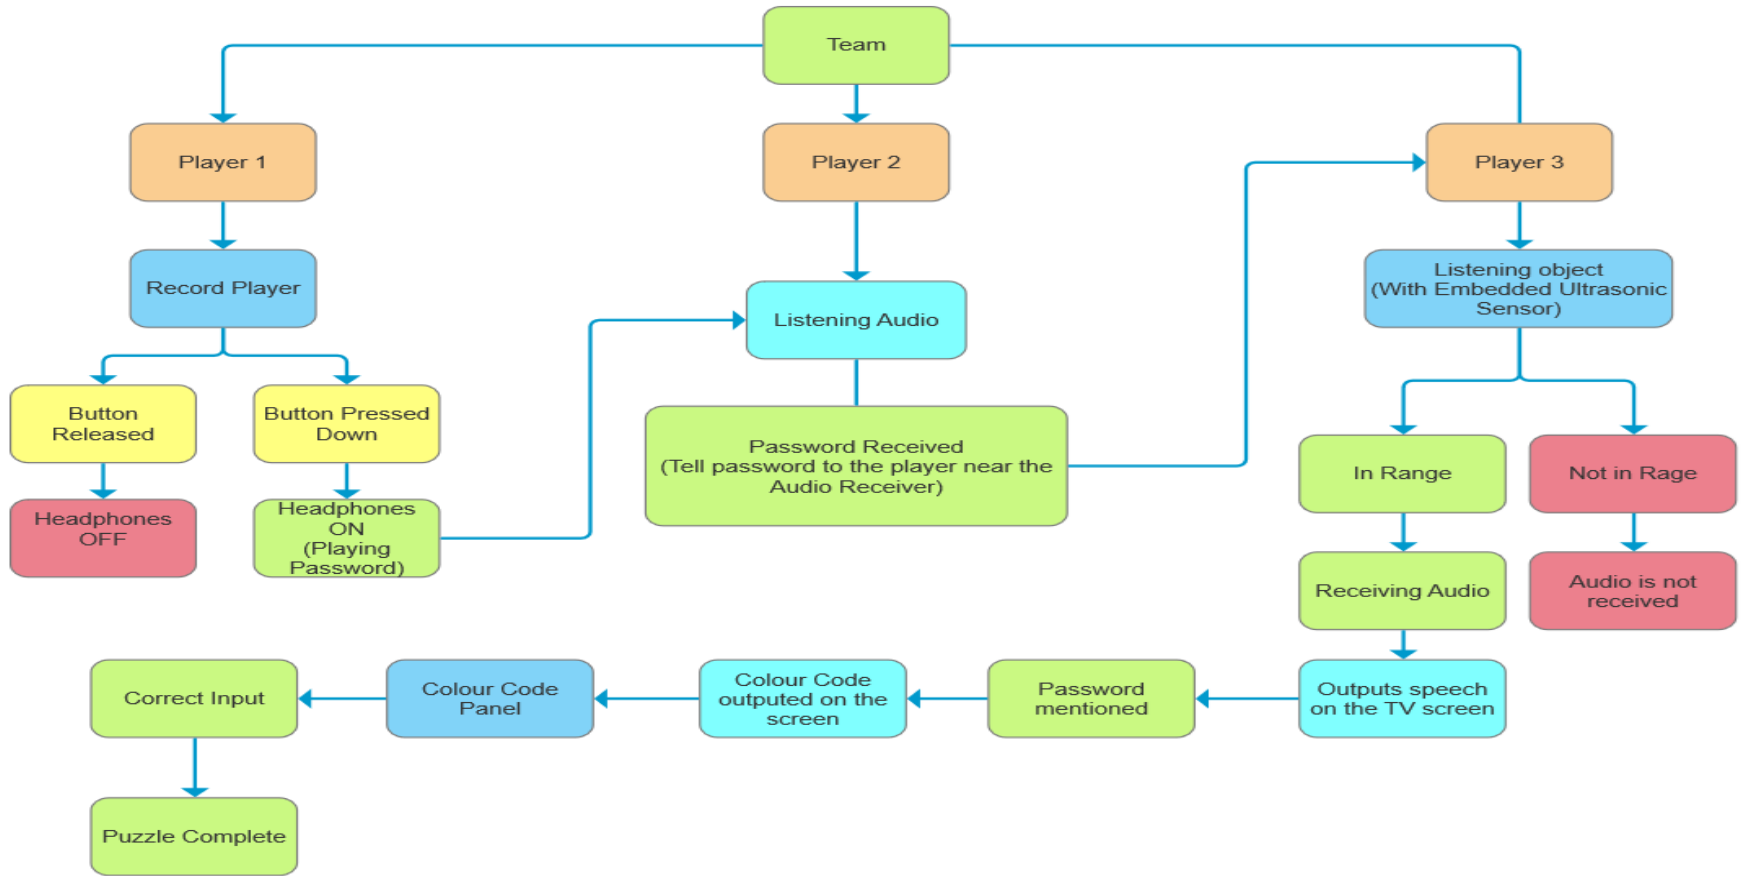 Team
Player 1
Player 2
Player 3
Record Player
Listening object
(With Embedded Ultrasonic
Sensor)
Listening Audio
Button
Released
Button Pressed
Down
Password Received
(Tell password to the player near the
Audio Receiver)
In Range
Not in Rage
Headphones
OFF
Headphones
ON
(Playing
Password)
Receiving Audio
Audio is not
received
Correct Input
Colour Code
Panel
Colour Code
outputed on the
screen
Password
mentioned
Outputs speech
on the TV screen
Puzzle Complete